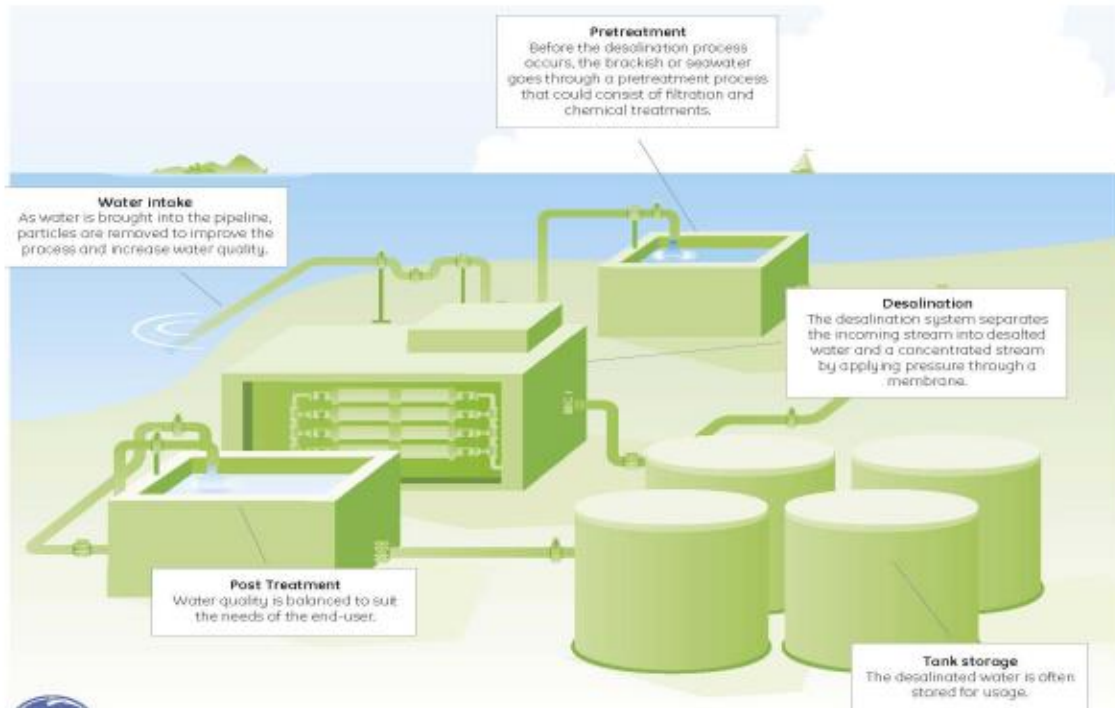 Pretreatment
Before the desalination process
occurs, the brackish or seawater
goes through a pretreatment process
that could consist of filtration and
chemical treatments.
Water intake
As water is brought into the pipeline,
particles are removed to improve the
process and increase water quality.
Desalination
The desalination system separates
the incoming stream into desalted
water and a concentrated stream
by applying pressure through a
membrane.
Post Treatment
Water quality is balanced to suit
the needs of the end-user.
Tank storage
The desalinated water is often
stored for usage.